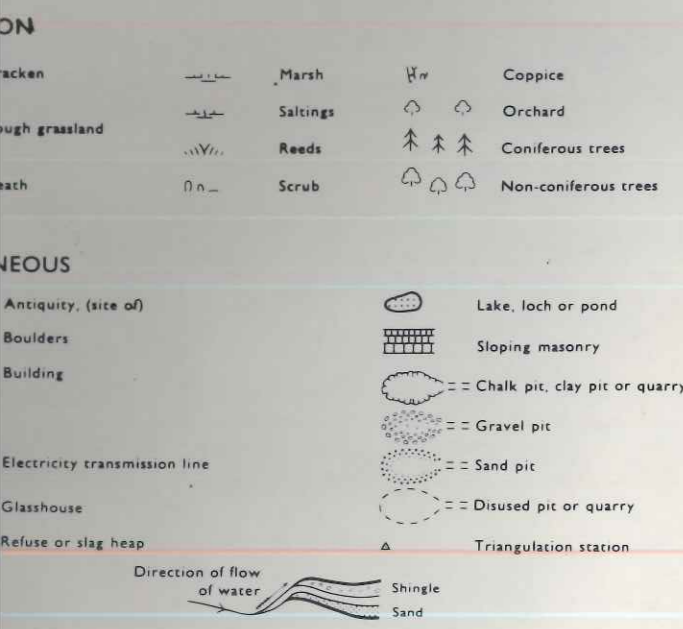 ON
racken
Marsh
Coppice
Saltings
Orchard
ough grassland
Reeds
Coniferous trees
eath
Scrub
Non-coniferous trees
NEOUS
Antiquity, (site of)
Lake, loch or pond
Boulders
Sloping masonry
Building
Chalk pit, clay pit or quarry
Gravel pit
Electricity transmission line
Sand pit
Glasshouse
Disused pit or quarry
Refuse or slag heap
Triangulation station
Direction of flow
of water
Shingle
Sand